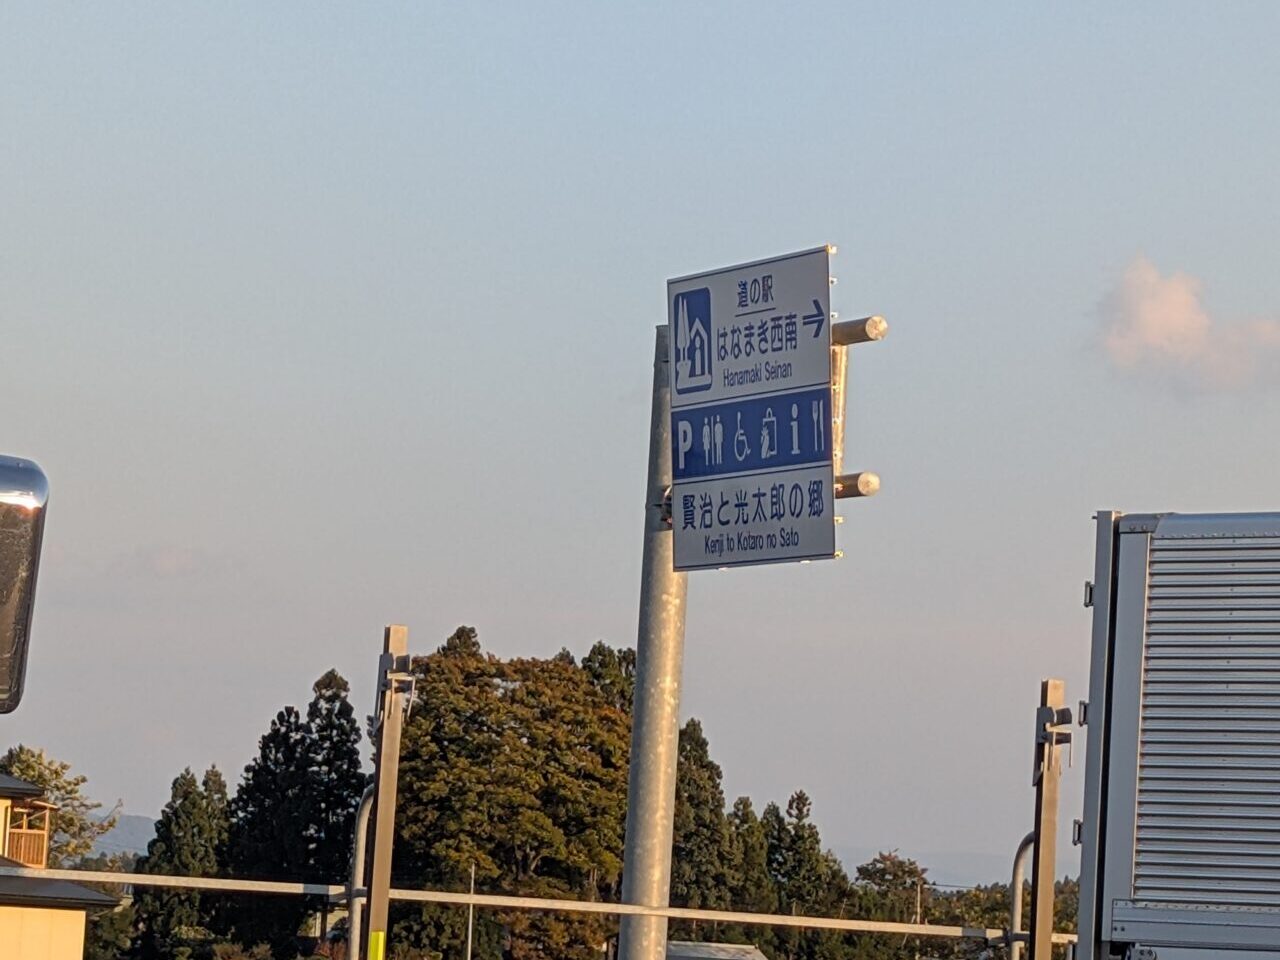 道の駅
はなまき西南
Hanamaki Seinan
P
賢治と光太郎の郷
Kenji to Kotaro no Sato